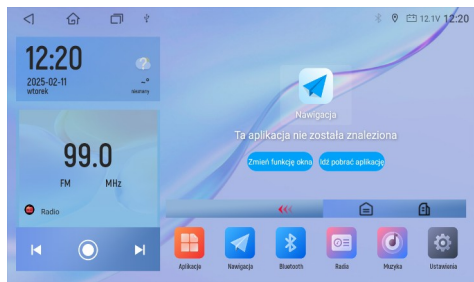 12.1V 12:20
12:20
2025-02-11
wtorek
--°
nieznany
Nawigacja
Ta aplikacja nie została znaleziona
Zmień funkcję okna
Idź pobrać aplikację
99.0
FM MHz
Radio
Aplikacje
Nawigacja
Bluetooth
Radio
Muzyka
Ustawienia